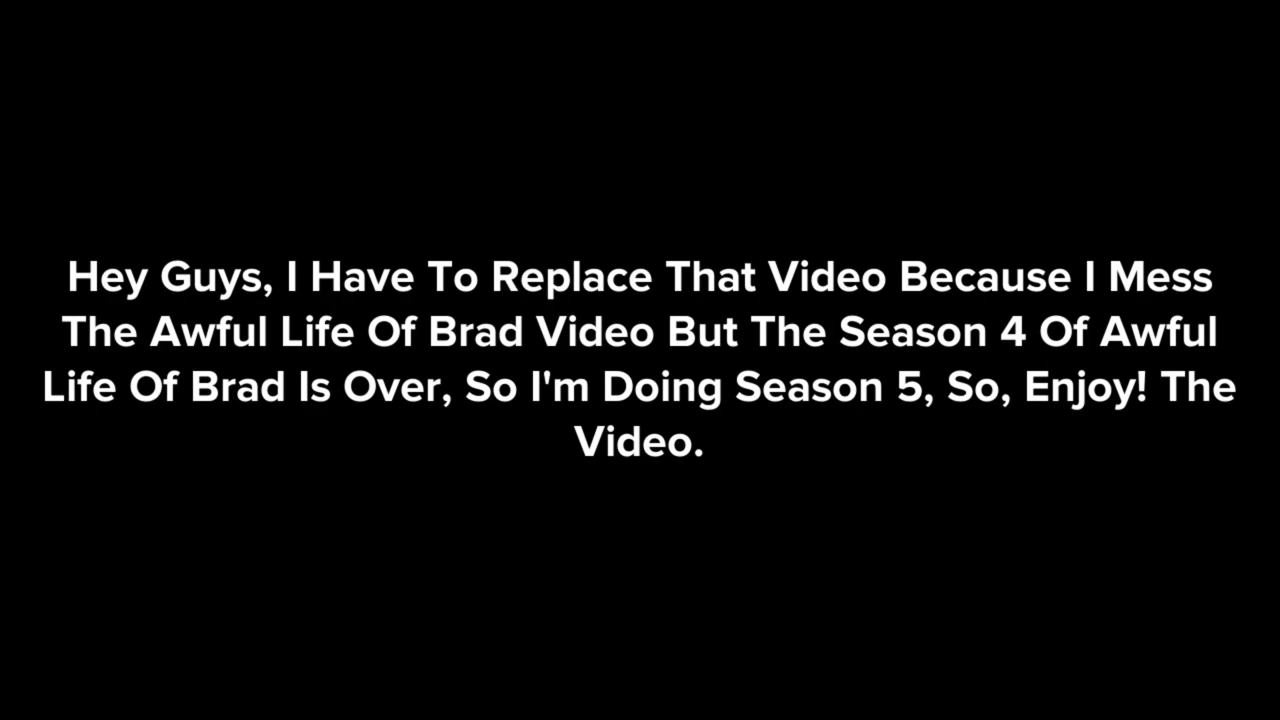 Hey Guys, I Have To Replace That Video Because I Mess
The Awful Life Of Brad Video But The Season 4 Of Awful
Life Of Brad Is Over, So I'm Doing Season 5, So, Enjoy! The
Video.